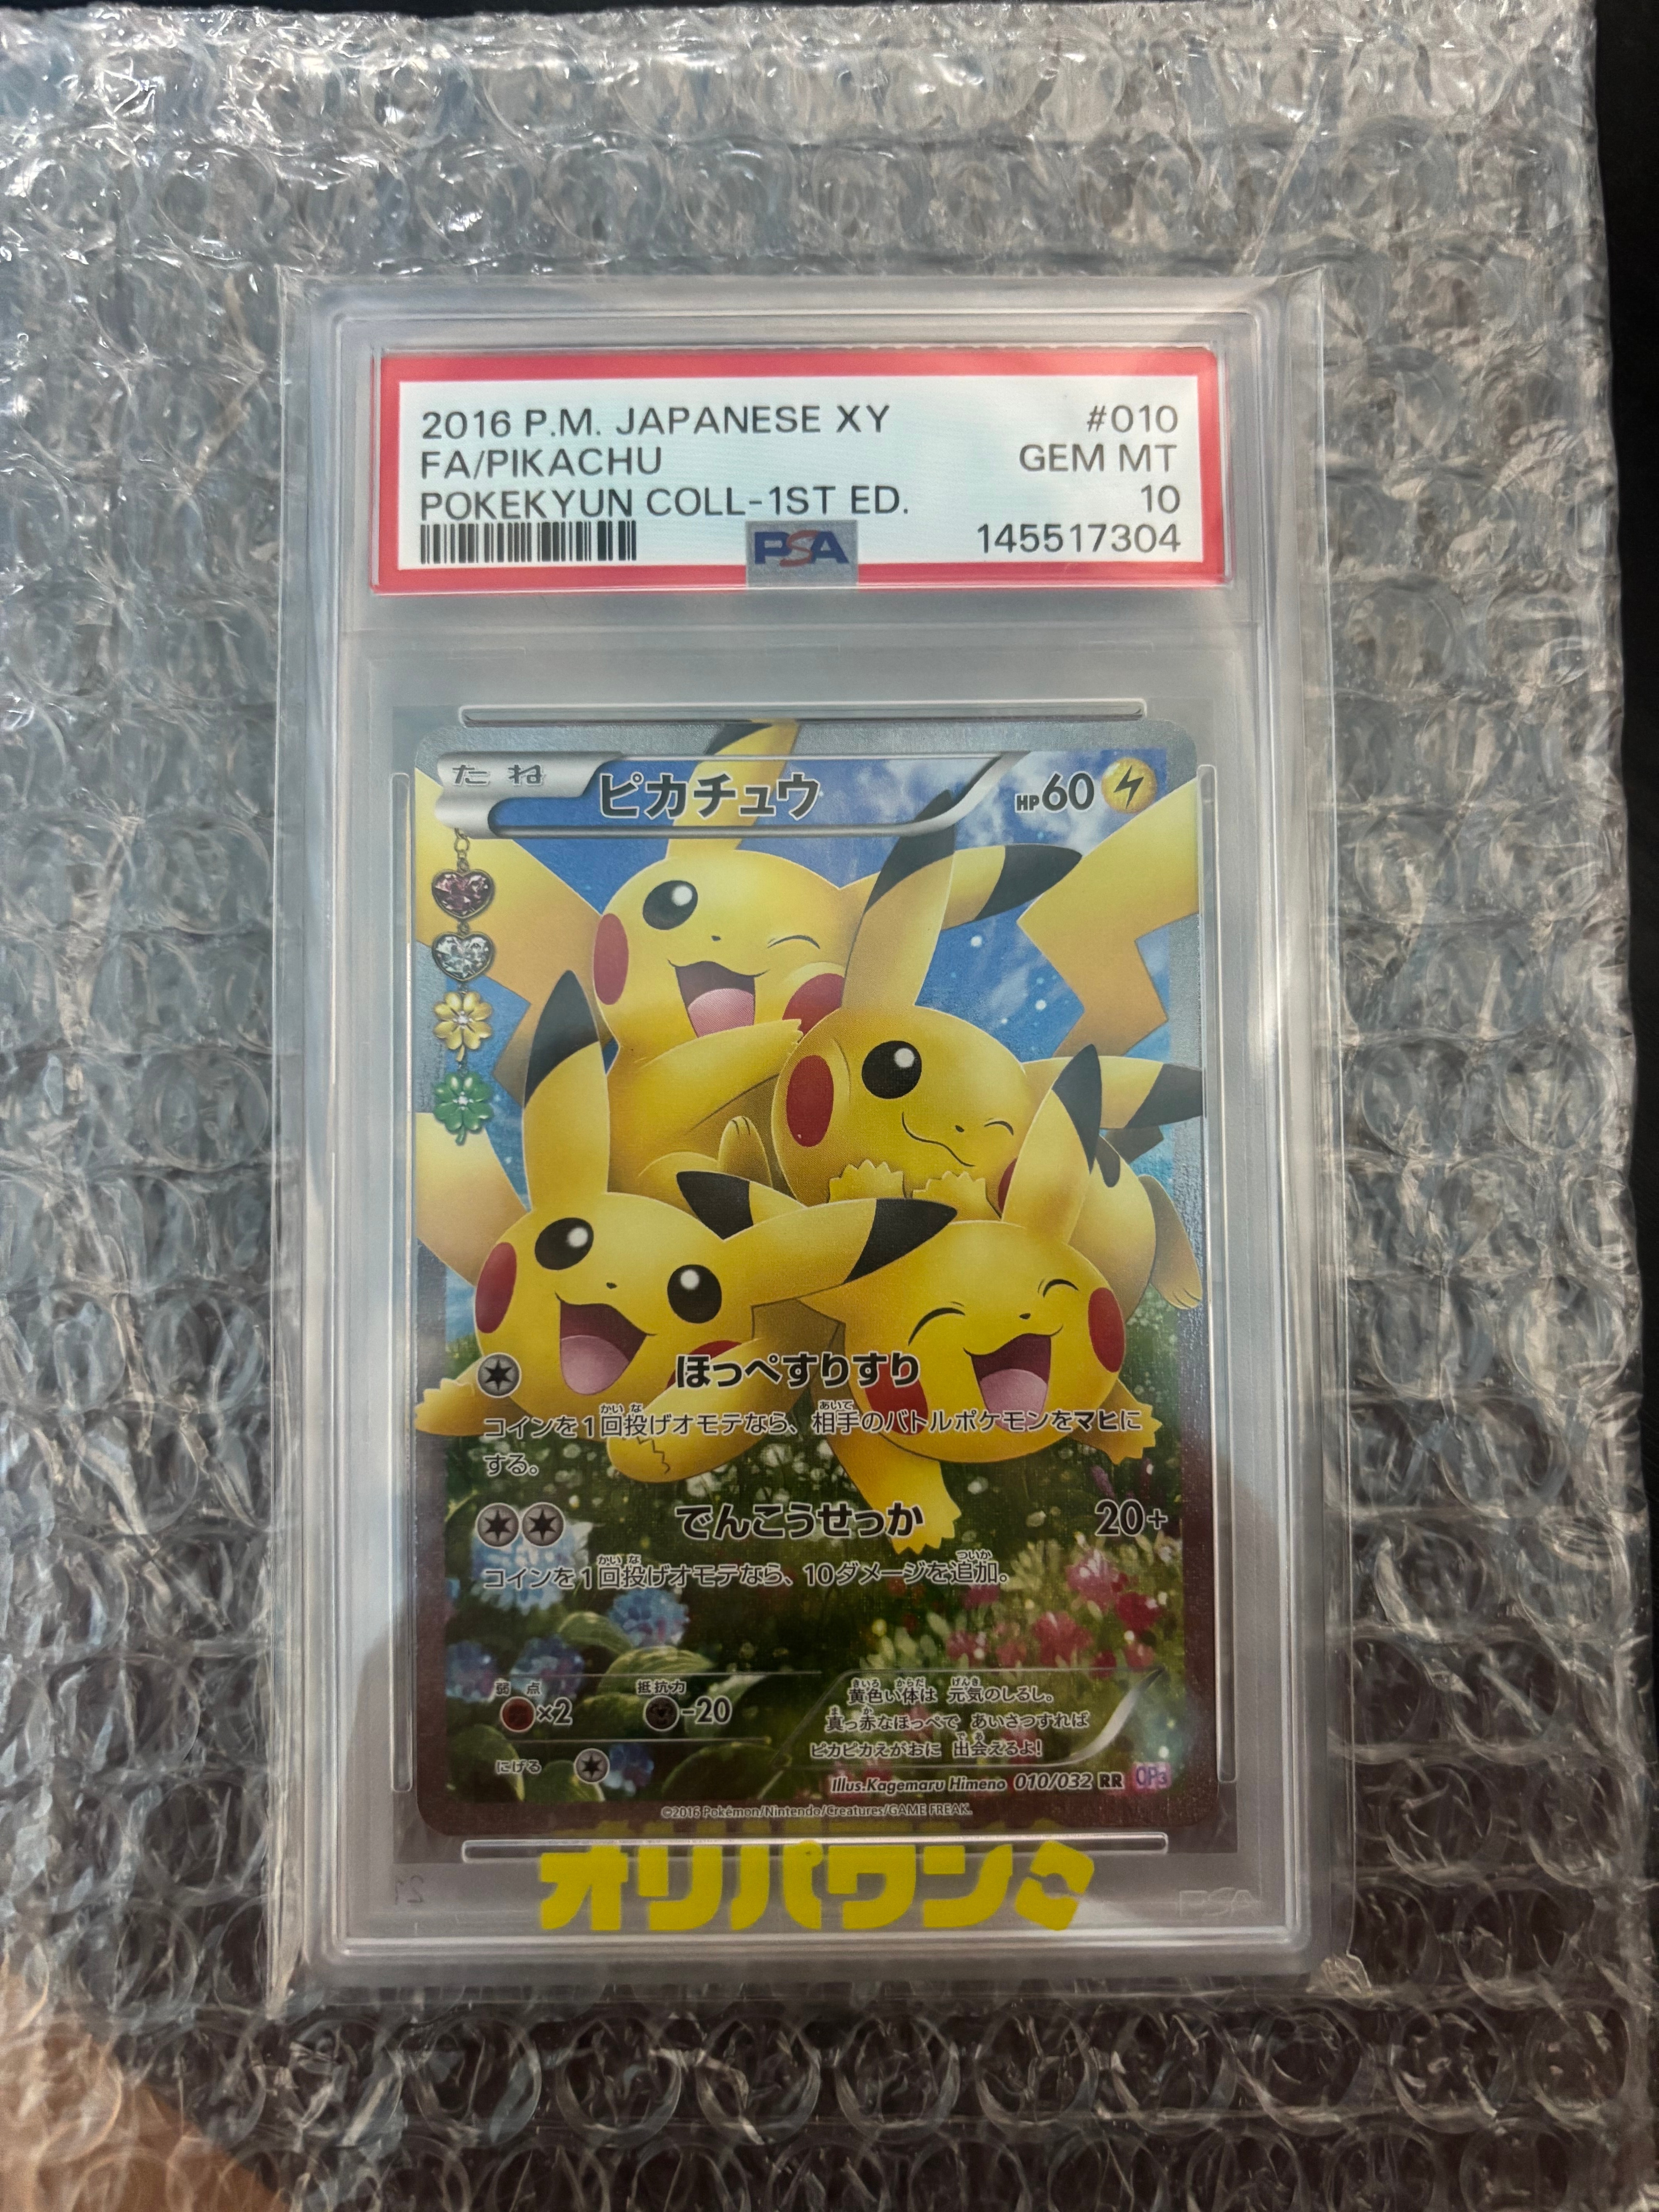 2016 P.M. JAPANESE XY #010
FA/PIKACHU GEM MT
POKEKYUN COLL-1ST ED. 10
PSA 145517304
たね ピカチュウ HP60
ほっぺすりすり
コインを1回投げオモテなら、相手のバトルポケモンをマヒに
する。
でんこうせっか 20+
コインを1回投げオモテなら、10ダメージを追加。
弱点 抵抗力
×2 -20
にげる
黄色い体は 元気のしるし。
真っ赤なほっぺで あいさつすれば
ピカピカえがおに 出会えるよ!
Illus.Kagemaru Himeno 010/032 RR CP3
©2016 Pokémon/Nintendo/Creatures/GAME FREAK.
オリパワン
PSA